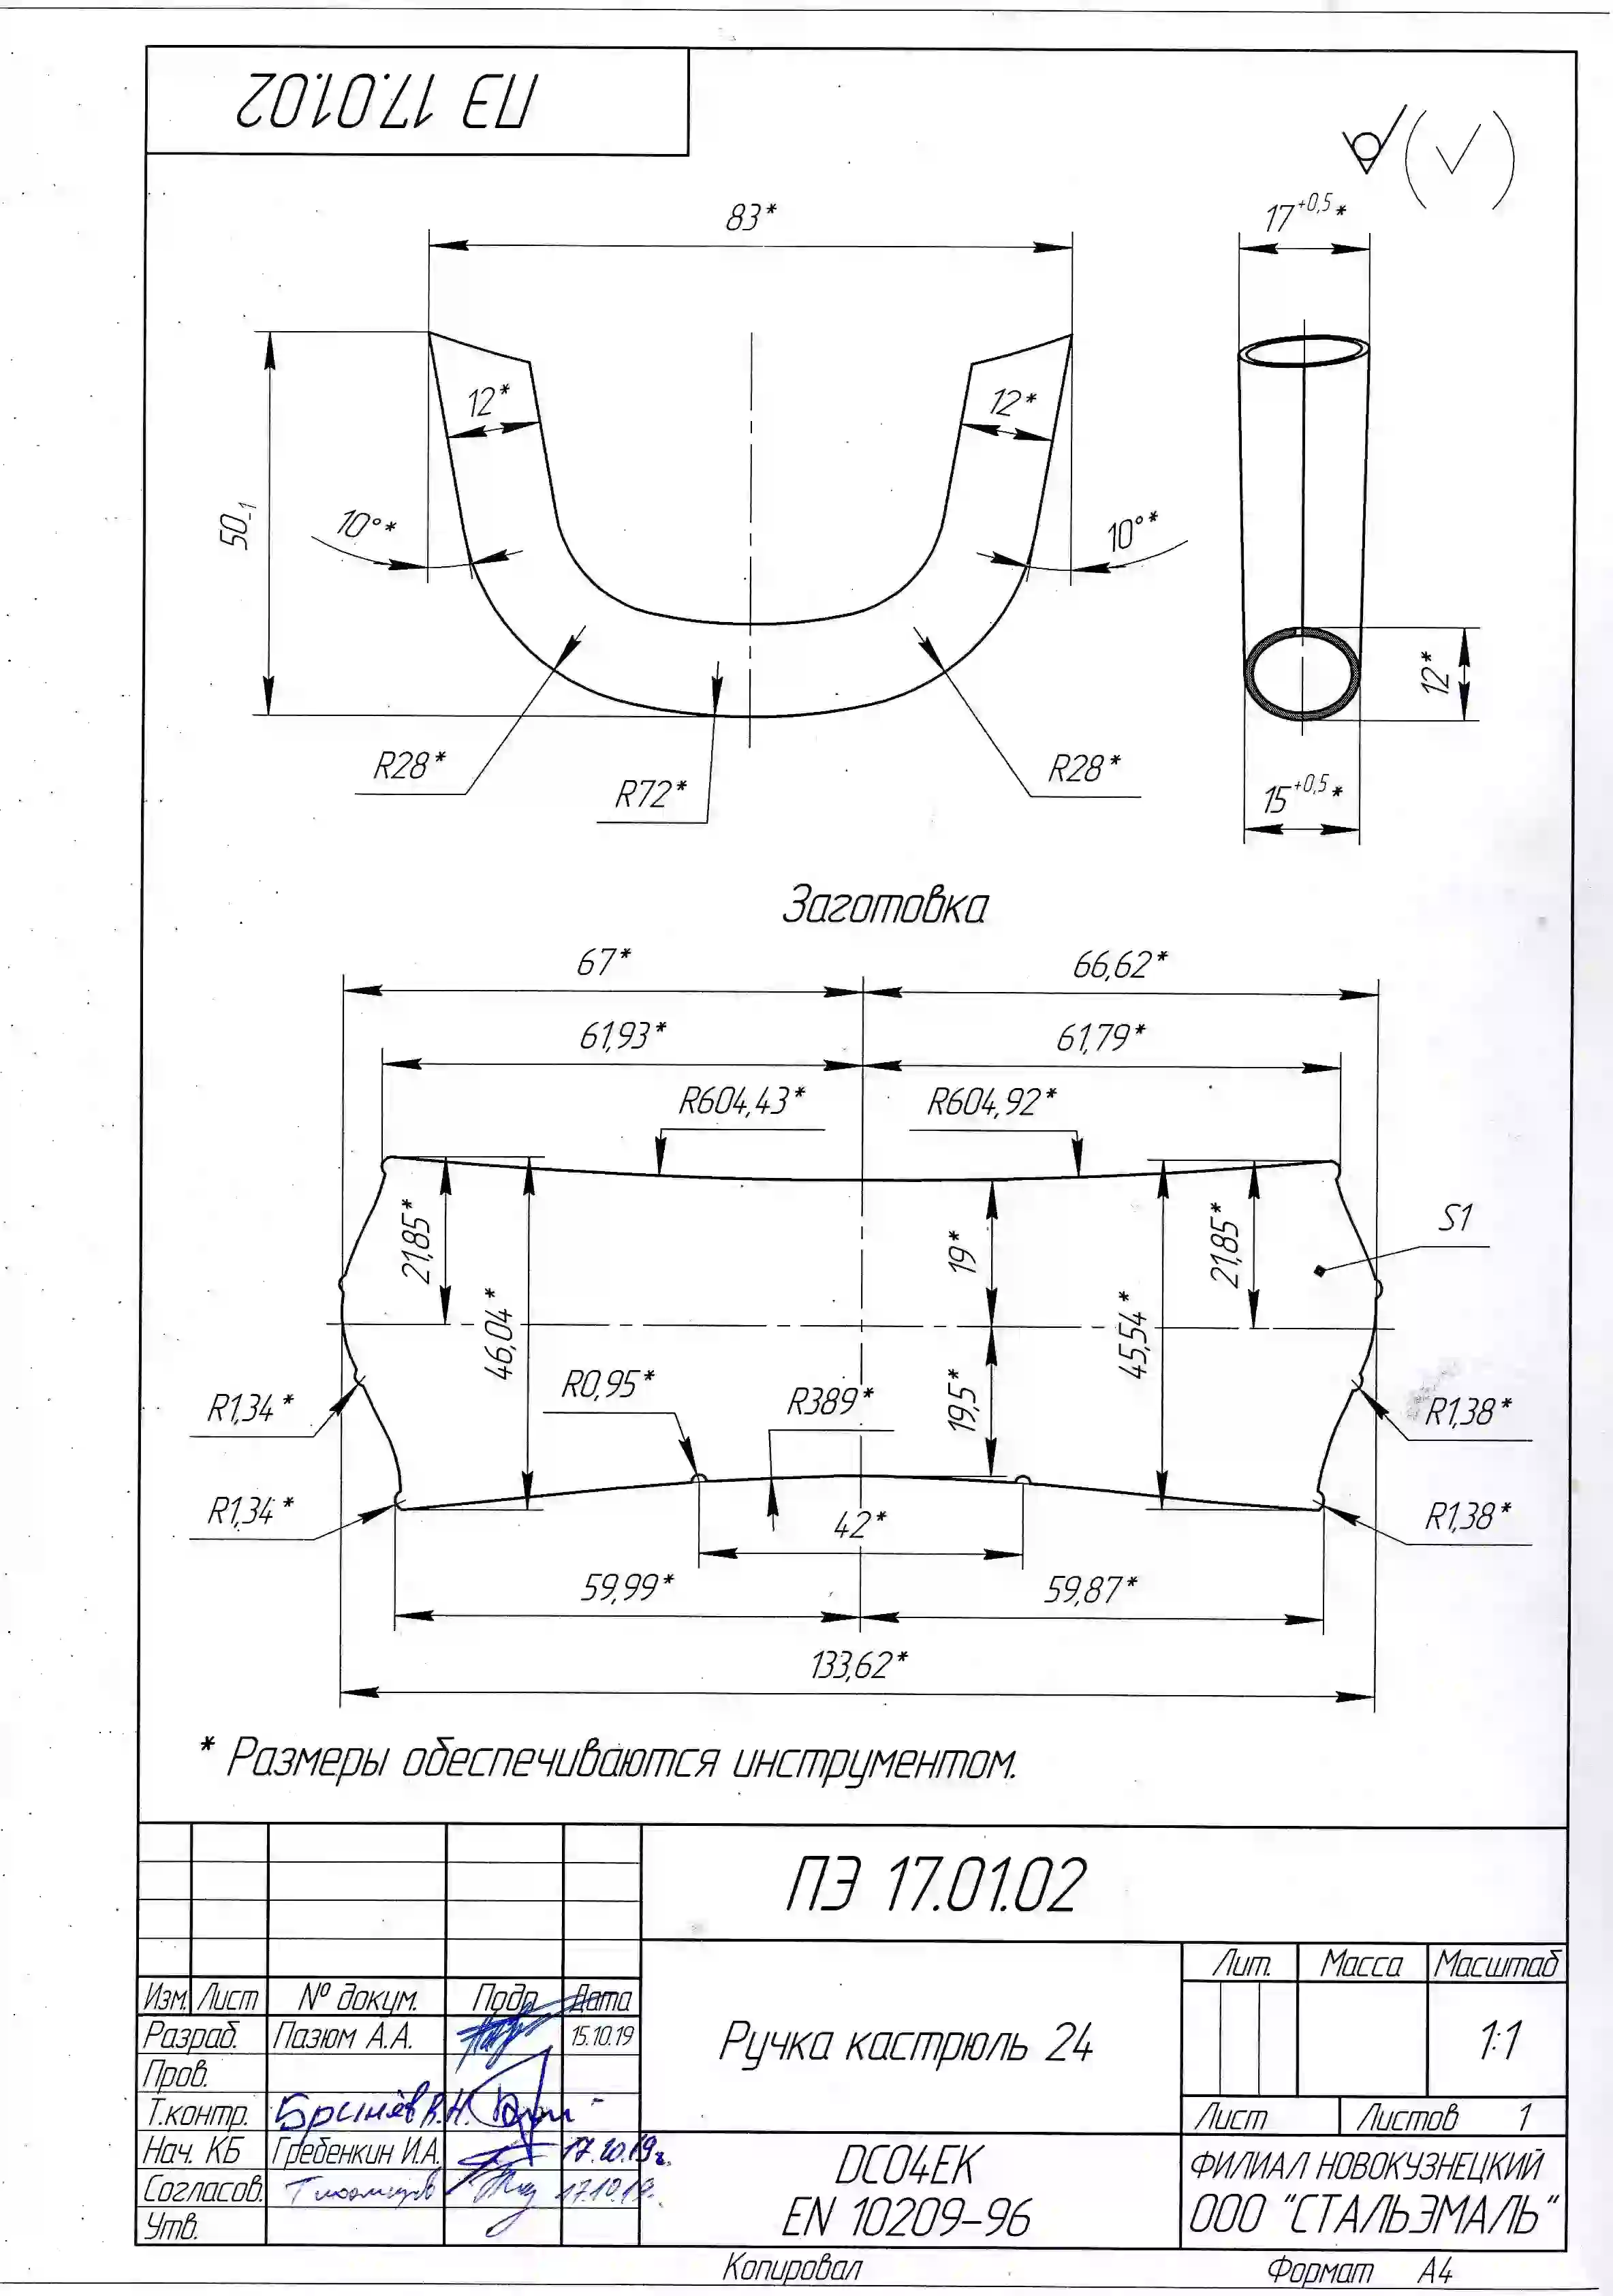 ПЭ 17.01.02
83*
17+0,5*
12*
12*
50-1
10°*
10°*
12*
R28*
R72*
R28*
15+0,5*
Заготовка
67*
66,62*
61,93*
61,79*
R604,43*
R604,92*
21,85*
46,04*
19*
45,54*
21,85*
S1
R1,34*
R0,95*
R389*
19,5*
R1,38*
R1,34*
42*
R1,38*
59,99*
59,87*
133,62*
* Размеры обеспечиваются инструментом.
ПЭ 17.01.02
Лит. Масса Масштаб
Изм. Лист № докум. Подп. Дата
Разраб. Пазюм А.А. 15.10.19
Ручка кастрюль 24
1:1
Пров.
Т.контр. Бринёв В.Н.
Лист Листов 1
Нач. КБ Гребенкин И.А. 17.10.19г.
Согласов. 17.10.19г.
Утв.
DC04EK
EN 10209-96
ФИЛИАЛ НОВОКУЗНЕЦКИЙ
ООО "СТАЛЬЭМАЛЬ"
Копировал Формат А4